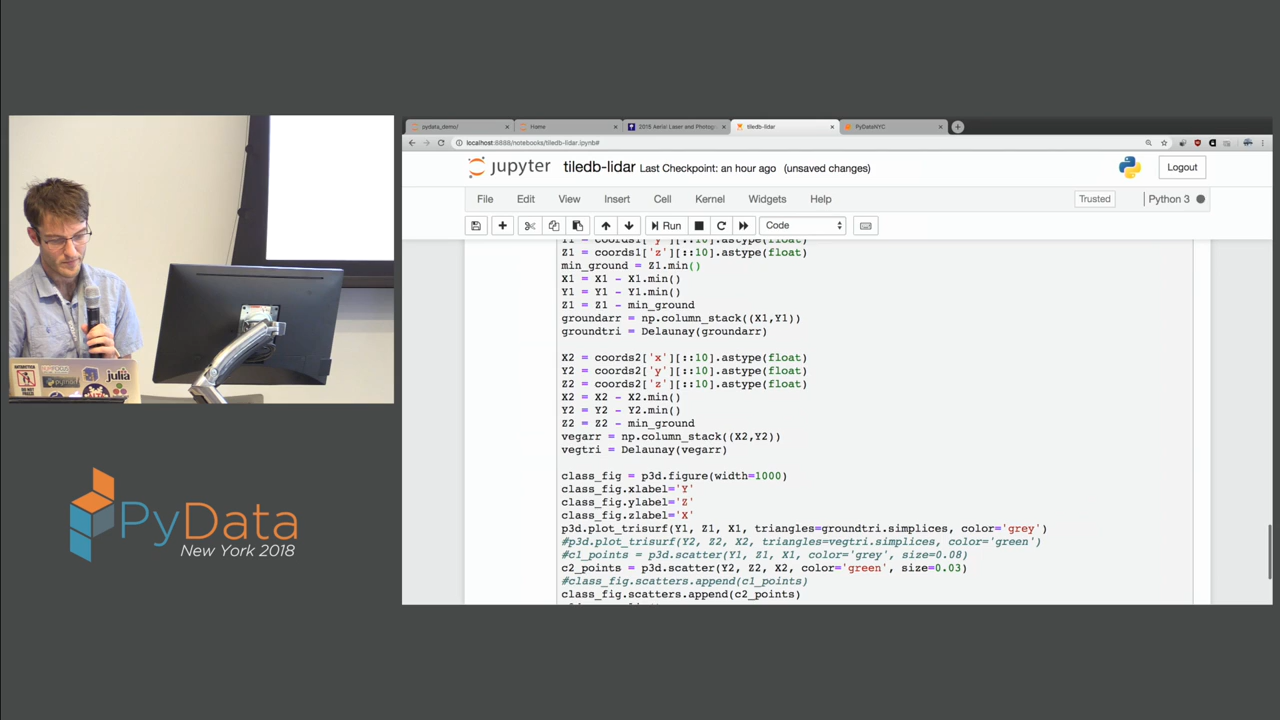 pydata_demo/
Home
2015 Aerial Laser and Photog
tiledb-lidar
PyDataNYC
localhost:8888/notebooks/tiledb-lidar.ipynb#
jupyter tiledb-lidar Last Checkpoint: an hour ago (unsaved changes)
Logout
File Edit View Insert Cell Kernel Widgets Help
Trusted
Python 3
Run
Code
Y1 = coords1['y'][::10].astype(float)
Z1 = coords1['z'][::10].astype(float)
min_ground = Z1.min()
X1 = X1 - X1.min()
Y1 = Y1 - Y1.min()
Z1 = Z1 - min_ground
groundarr = np.column_stack((X1,Y1))
groundtri = Delaunay(groundarr)
X2 = coords2['x'][::10].astype(float)
Y2 = coords2['y'][::10].astype(float)
Z2 = coords2['z'][::10].astype(float)
X2 = X2 - X2.min()
Y2 = Y2 - Y2.min()
Z2 = Z2 - min_ground
vegarr = np.column_stack((X2,Y2))
vegtri = Delaunay(vegarr)
class_fig = p3d.figure(width=1000)
class_fig.xlabel='Y'
class_fig.ylabel='Z'
class_fig.zlabel='X'
p3d.plot_trisurf(Y1, Z1, X1, triangles=groundtri.simplices, color='grey')
#p3d.plot_trisurf(Y2, Z2, X2, triangles=vegtri.simplices, color='green')
#c1_points = p3d.scatter(Y1, Z1, X1, color='grey', size=0.08)
c2_points = p3d.scatter(Y2, Z2, X2, color='green', size=0.03)
#class_fig.scatters.append(c1_points)
class_fig.scatters.append(c2_points)
julia
PyData
New York 2018